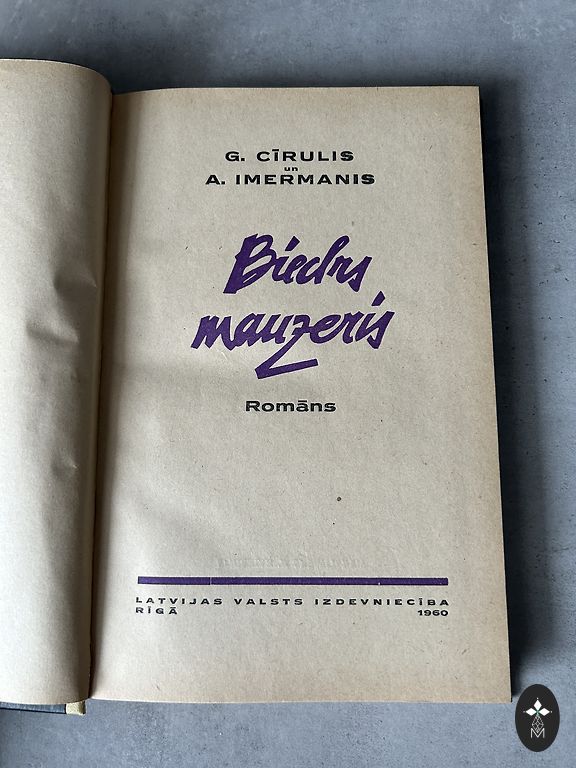 G. CĪRULIS
un
A. IMERMANIS
Biedrs
mauzeris
Romāns
LATVIJAS VALSTS IZDEVNIECĪBA
RĪGĀ 1960
M